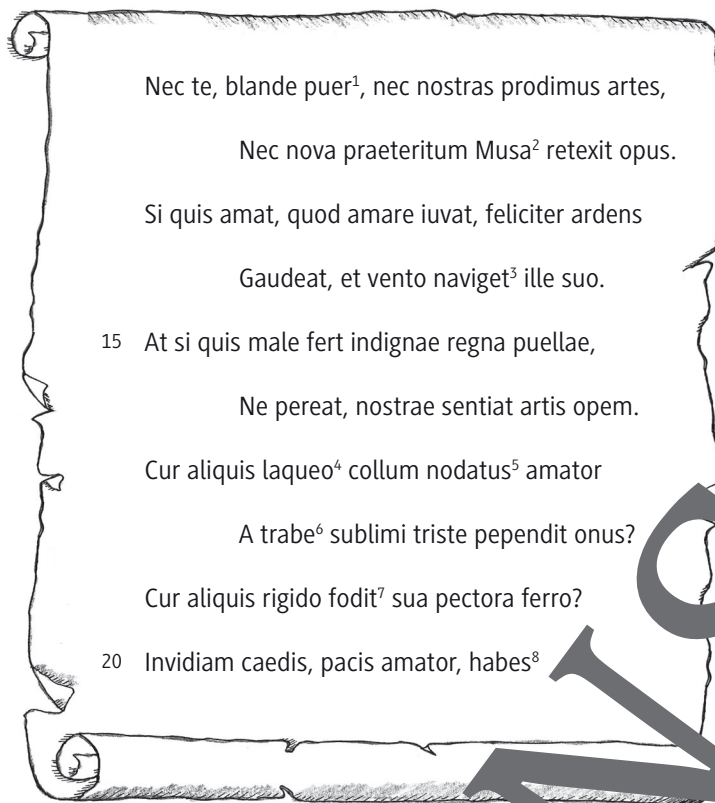 Nec te, blande puer¹, nec nostras prodimus artes,
Nec nova praeteritum Musa² retexit opus.
Si quis amat, quod amare iuvat, feliciter ardens
Gaudeat, et vento naviget³ ille suo.
15 At si quis male fert indignae regna puellae,
Ne pereat, nostrae sentiat artis opem.
Cur aliquis laqueo⁴ collum nodatus⁵ amator
A trabe⁶ sublimi triste pependit onus?
Cur aliquis rigido fodit⁷ sua pectora ferro?
20 Invidiam caedis, pacis amator, habes⁸